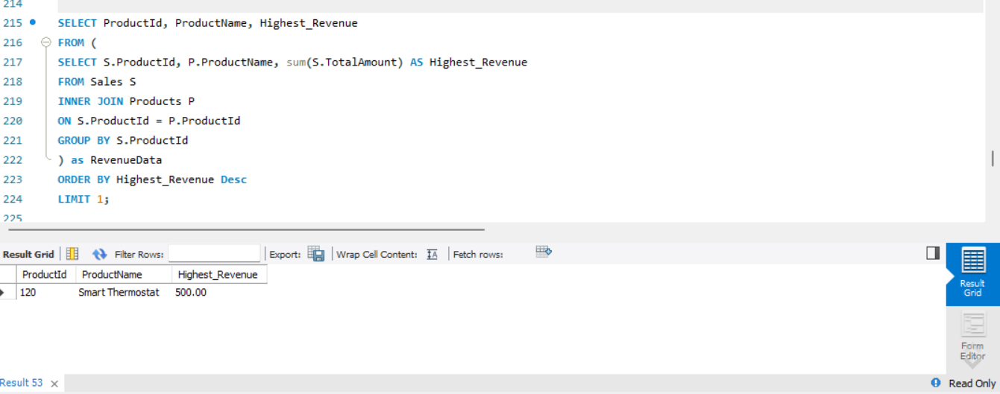 214
215 SELECT ProductId, ProductName, Highest_Revenue
216 FROM (
217 SELECT S.ProductId, P.ProductName, sum(S.TotalAmount) AS Highest_Revenue
218 FROM Sales S
219 INNER JOIN Products P
220 ON S.ProductId = P.ProductId
221 GROUP BY S.ProductId
222 ) as RevenueData
223 ORDER BY Highest_Revenue Desc
224 LIMIT 1;
225
Result Grid Filter Rows: Export: Wrap Cell Content: Fetch rows:
ProductId ProductName Highest_Revenue
120 Smart Thermostat 500.00
Result
Grid
Form
Editor
Result 53 Read Only